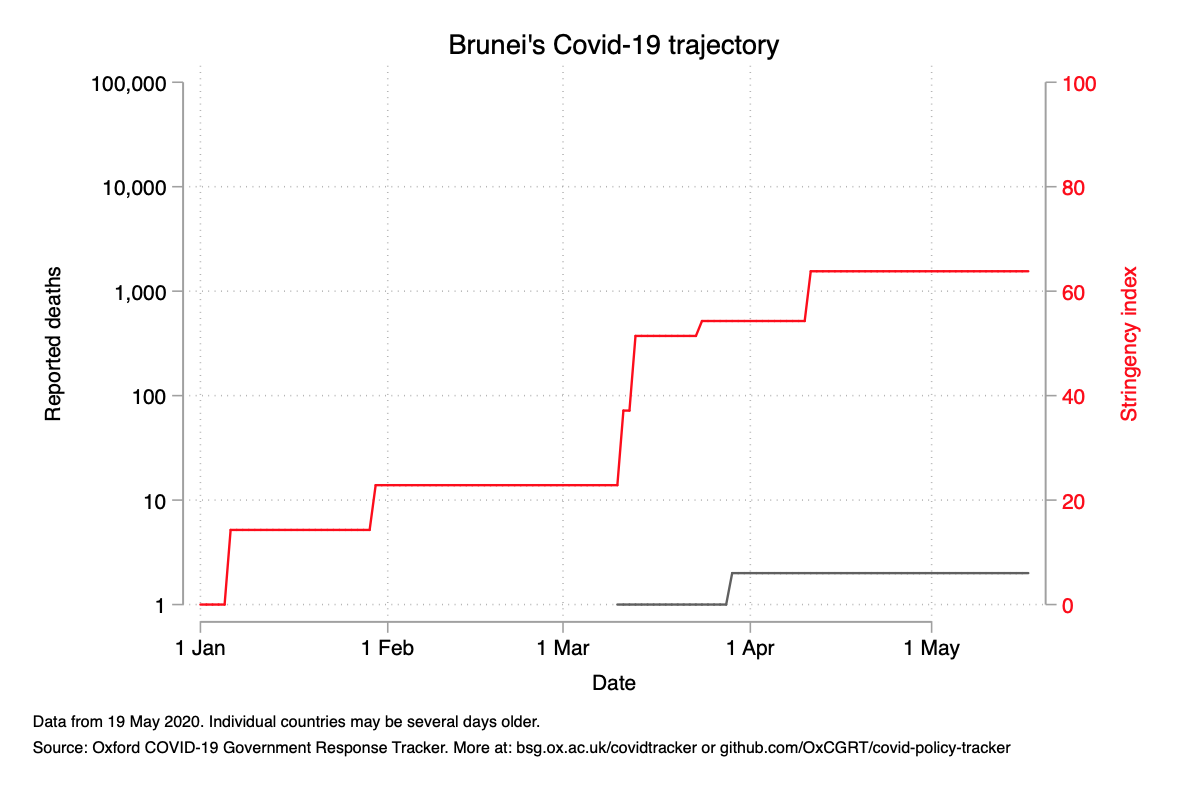 Brunei's Covid-19 trajectory
100,000
10,000
1,000
100
10
1
Reported deaths
100
80
60
40
20
0
Stringency index
1 Jan
1 Feb
1 Mar
1 Apr
1 May
Date
Data from 19 May 2020. Individual countries may be several days older.
Source: Oxford COVID-19 Government Response Tracker. More at: bsg.ox.ac.uk/covidtracker or github.com/OxCGRT/covid-policy-tracker